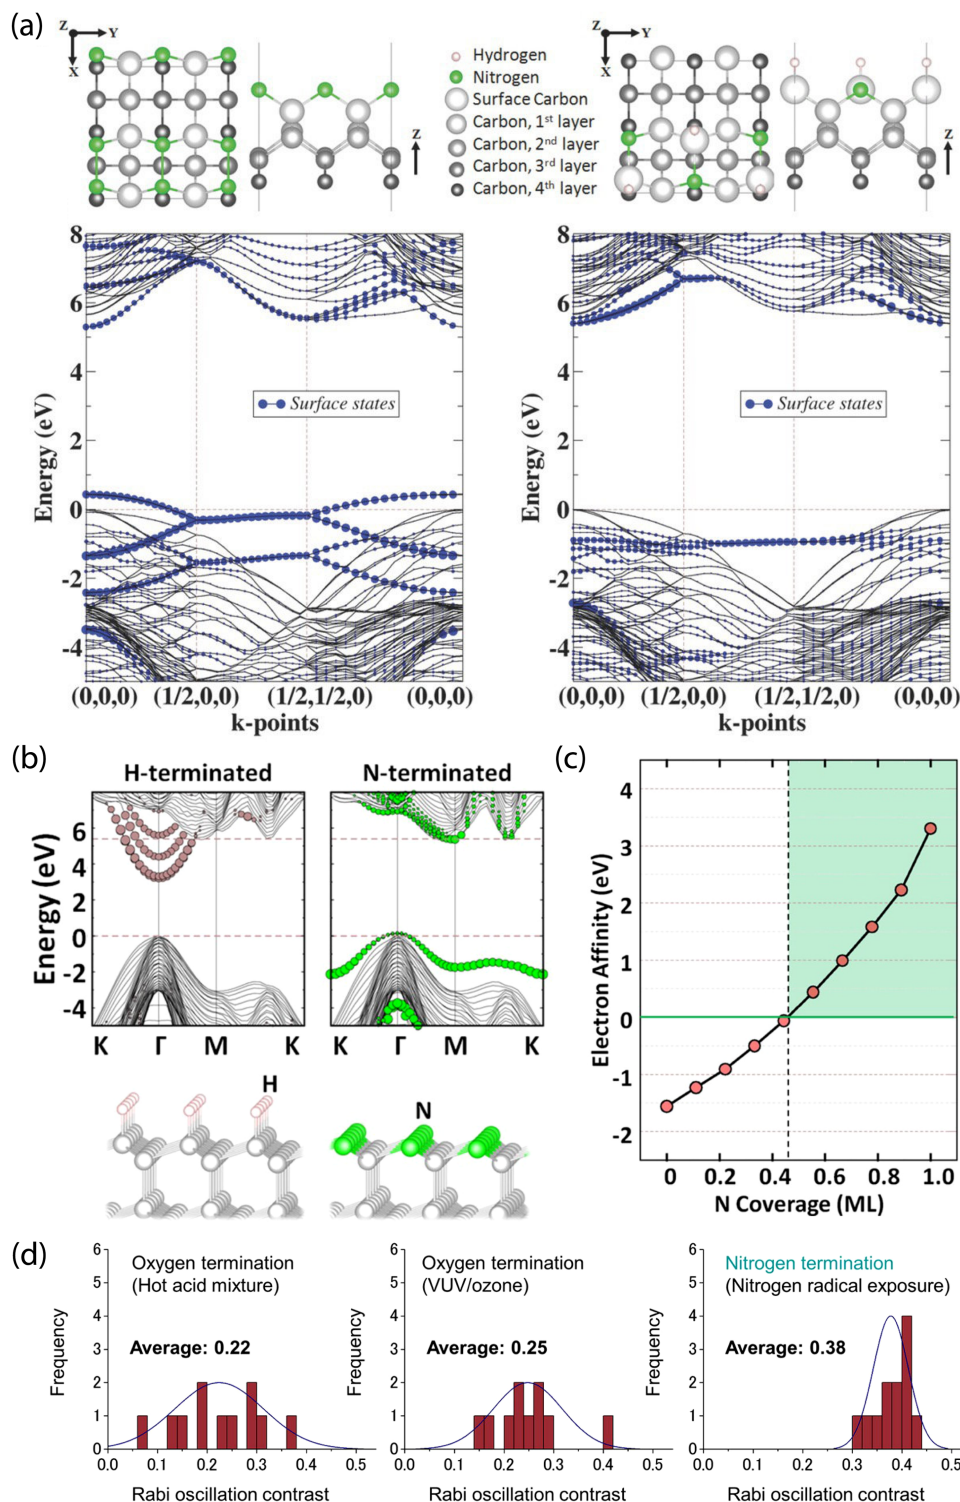 (a)
Z
Y
X
Hydrogen
Nitrogen
Surface Carbon
Carbon, 1st layer
Carbon, 2nd layer
Carbon, 3rd layer
Carbon, 4th layer
Z
Z
Y
X
Z
8
6
4
2
0
-2
-4
Energy (eV)
Surface states
(0,0,0) (1/2,0,0) (1/2,1/2,0) (0,0,0)
k-points
8
6
4
2
0
-2
-4
Energy (eV)
Surface states
(0,0,0) (1/2,0,0) (1/2,1/2,0) (0,0,0)
k-points
(b)
H-terminated
N-terminated
Energy (eV)
6
4
2
0
-2
-4
K Γ M K
6
4
2
0
-2
-4
K Γ M K
H
N
(c)
Electron Affinity (eV)
4
3
2
1
0
-1
-2
0 0.2 0.4 0.6 0.8 1.0
N Coverage (ML)
(d)
Oxygen termination
(Hot acid mixture)
Average: 0.22
Frequency
6
5
4
3
2
1
0
0.0 0.1 0.2 0.3 0.4 0.5
Rabi oscillation contrast
Oxygen termination
(VUV/ozone)
Average: 0.25
Frequency
6
5
4
3
2
1
0
0.0 0.1 0.2 0.3 0.4 0.5
Rabi oscillation contrast
Nitrogen termination
(Nitrogen radical exposure)
Average: 0.38
Frequency
6
5
4
3
2
1
0
0.0 0.1 0.2 0.3 0.4 0.5
Rabi oscillation contrast